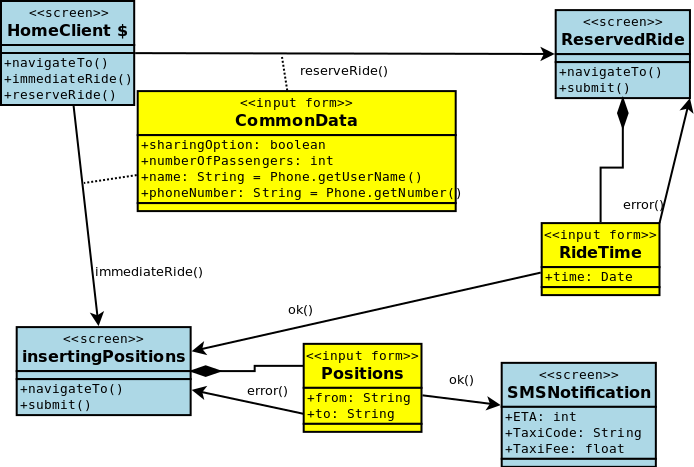 <<screen>>
HomeClient $
+navigateTo()
+immediateRide()
+reserveRide()
<<screen>>
ReservedRide
+navigateTo()
+submit()
reserveRide()
<<input form>>
CommonData
+sharingOption: boolean
+numberOfPassengers: int
+name: String = Phone.getUserName()
+phoneNumber: String = Phone.getNumber()
error()
<<input form>>
RideTime
+time: Date
immediateRide()
ok()
<<screen>>
insertingPositions
+navigateTo()
+submit()
<<input form>>
Positions
+from: String
+to: String
error()
ok()
<<screen>>
SMSNotification
+ETA: int
+TaxiCode: String
+TaxiFee: float